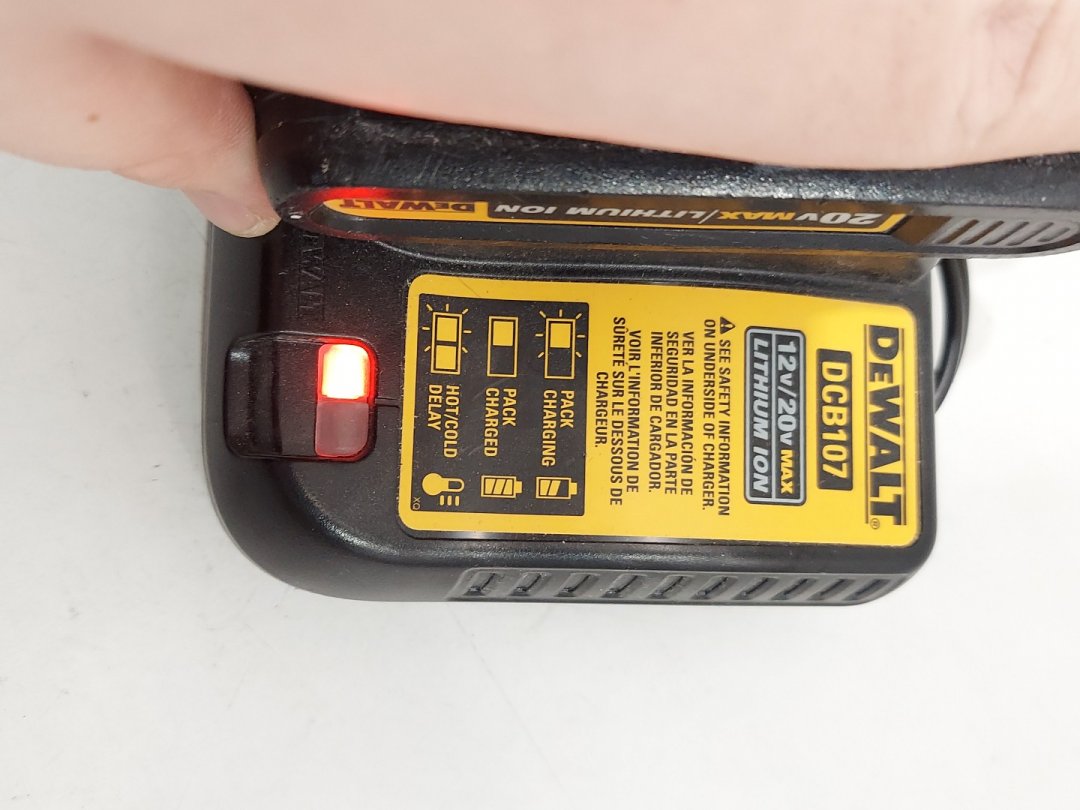 20V MAX/LITHIUM ION DEWALT
DEWALT
DEWALT®
DCB107
12V/20V MAX
LITHIUM ION
SEE SAFETY INFORMATION
ON UNDERSIDE OF CHARGER.
VER LA INFORMACIÓN DE
SEGURIDAD EN LA PARTE
INFERIOR DE CARGADOR.
VOIR L'INFORMATION DE
SÛRETÉ SUR LE DESSOUS DE
CHARGEUR.
PACK
CHARGING
PACK
CHARGED
HOT/COLD
DELAY
XO